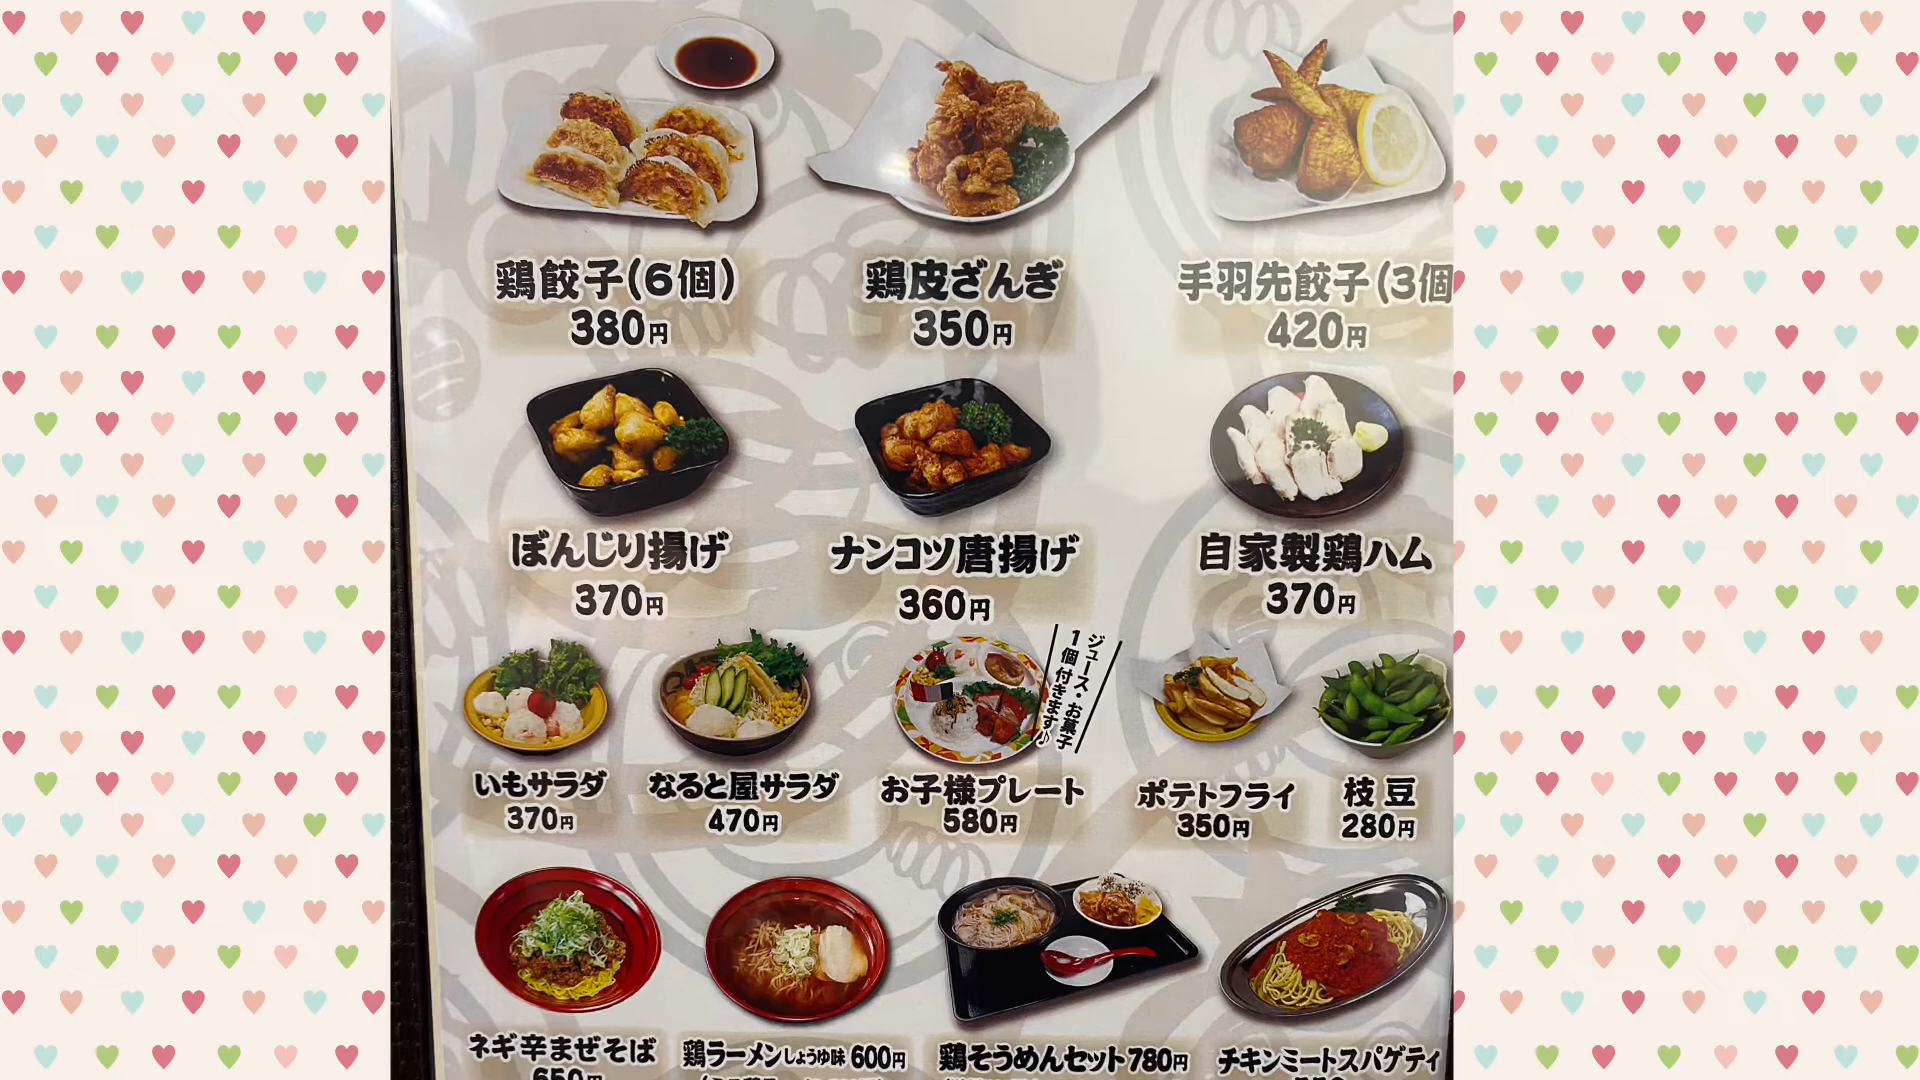 鶏餃子(6個)
380円
鶏皮ざんぎ
350円
手羽先餃子(3個
420円
ぼんじり揚げ
370円
ナンコツ唐揚げ
360円
自家製鶏ハム
370円
いもサラダ
370円
なると屋サラダ
470円
お子様プレート
580円
ジュース・お菓子
1個付きます♪
ポテトフライ
350円
枝豆
280円
ネギ辛まぜそば
650円
鶏ラーメンしょうゆ味 600円
鶏そうめんセット 780円
チキンミートスパゲティ